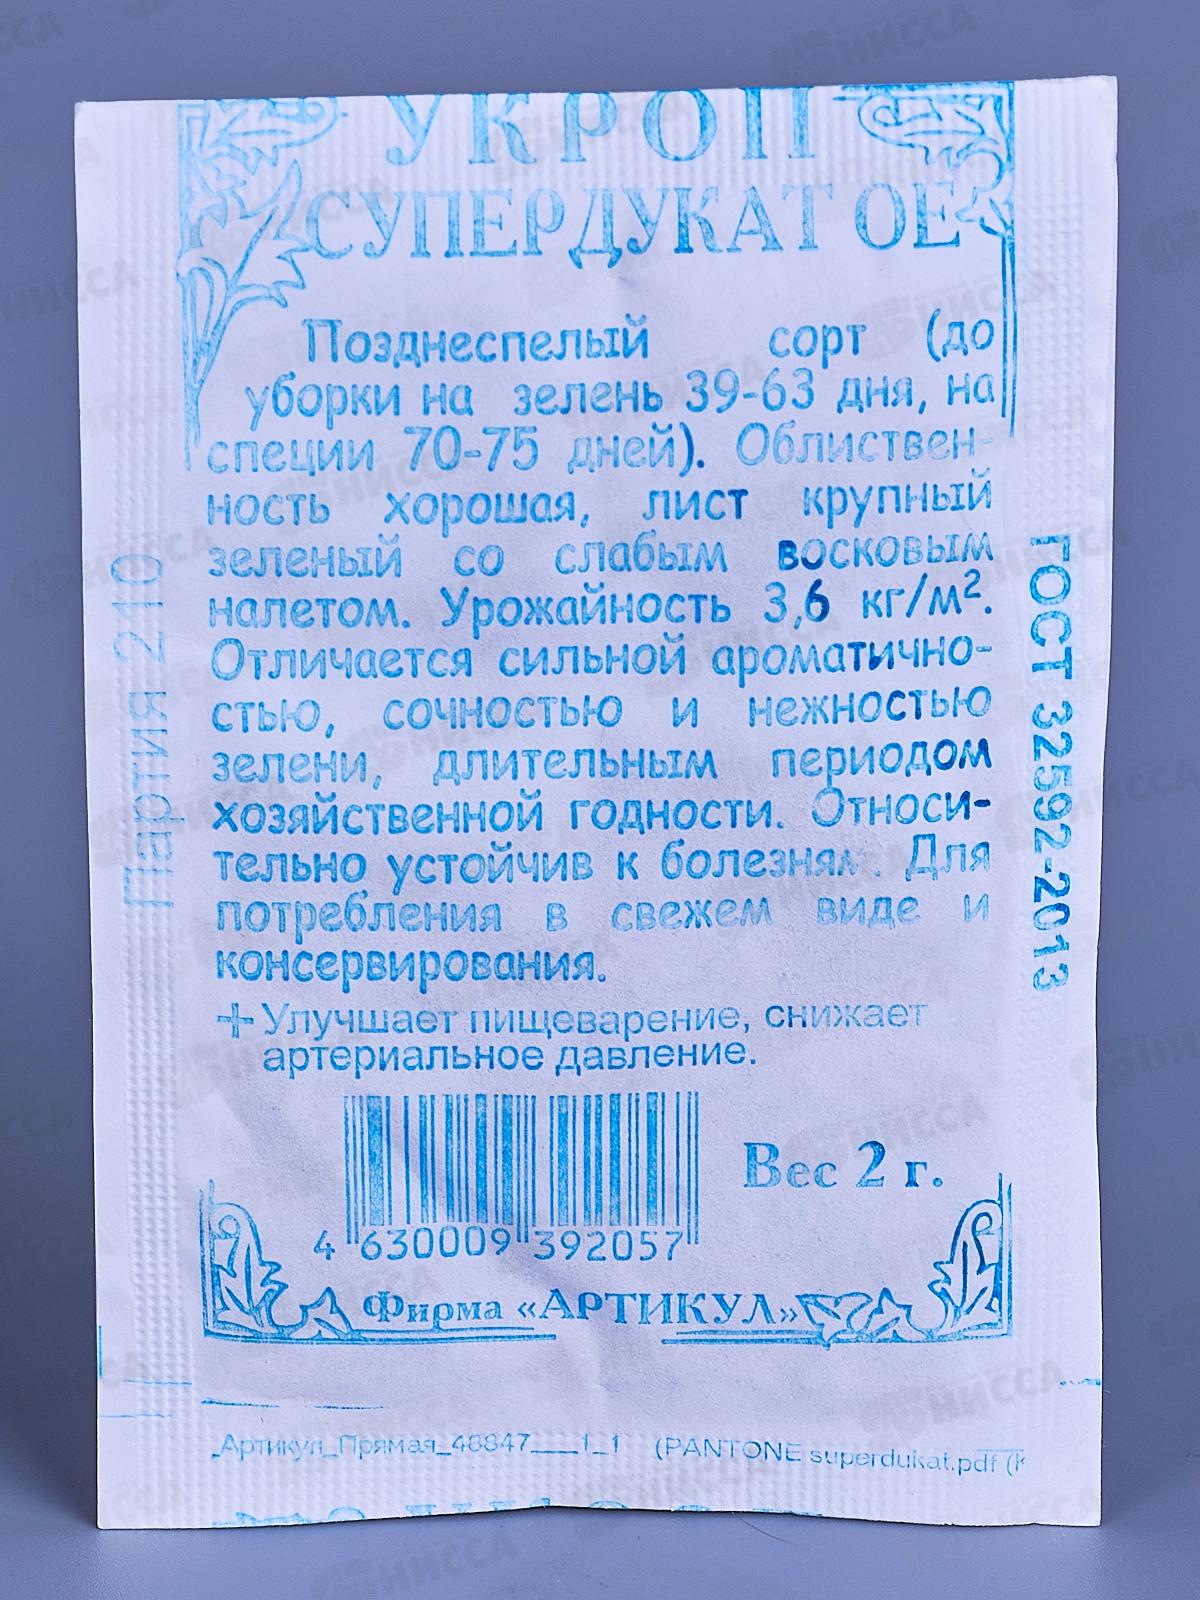 УКРОП
СУПЕРДУКАТ ОЕ
Позднеспелый сорт (до
уборки на зелень 39-63 дня, на
специи 70-75 дней). Облиствен-
ность хорошая, лист крупный
зеленый со слабым восковым
налетом. Урожайность 3,6 кг/м².
Отличается сильной ароматично-
стью, сочностью и нежностью
зелени, длительным периодом
хозяйственной годности. Относи-
тельно устойчив к болезням. Для
потребления в свежем виде и
консервирования.
+ Улучшает пищеварение, снижает
артериальное давление.
Вес 2 г.
4 630009 392057
Фирма «АРТИКУЛ»
_Артикул_Прямая_48847___1_1 (PANTONE superdukat.pdf (К
Партия 210
ГОСТ 32592-2013
НИССА